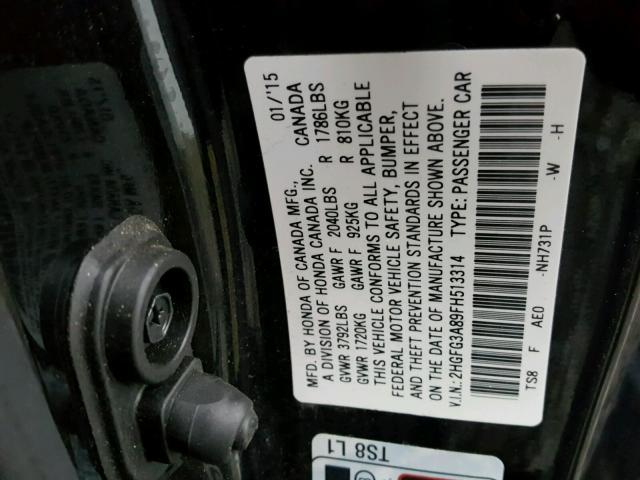 MFD. BY HONDA OF CANADA MFG., 01/'15
A DIVISION OF HONDA CANADA INC. CANADA
GVWR 3792LBS GAWR F 2040LBS R 1786LBS
GVWR 1720KG GAWR F 925KG R 810KG
THIS VEHICLE CONFORMS TO ALL APPLICABLE
FEDERAL MOTOR VEHICLE SAFETY, BUMPER,
AND THEFT PREVENTION STANDARDS IN EFFECT
ON THE DATE OF MANUFACTURE SHOWN ABOVE.
V.I.N.: 2HGFG3A89FH513314 TYPE: PASSENGER CAR
TS8 F AE0 -NH731P -W -H
TS8 L1